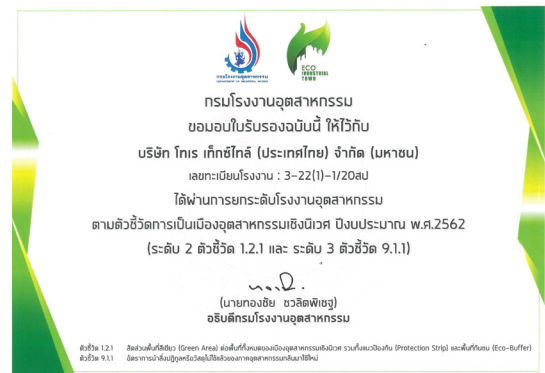 กรมโรงงานอุตสาหกรรม
DEPARTMENT OF INDUSTRIAL WORKS
ECO
INDUSTRIAL
TOWN
กรมโรงงานอุตสาหกรรม
ขอมอบใบรับรองฉบับนี้ ให้ไว้กับ
บริษัท โทเร เท็กซ์ไทล์ (ประเทศไทย) จำกัด (มหาชน)
เลขทะเบียนโรงงาน : 3-22(1)-1/20สป
ได้ผ่านการยกระดับโรงงานอุตสาหกรรม
ตามตัวชี้วัดการเป็นเมืองอุตสาหกรรมเชิงนิเวศ ปีงบประมาณ พ.ศ.2562
(ระดับ 2 ตัวชี้วัด 1.2.1 และ ระดับ 3 ตัวชี้วัด 9.1.1)
(นายทองชัย ชวลิตพิเชฐ)
อธิบดีกรมโรงงานอุตสาหกรรม
ตัวชี้วัด 1.2.1 สัดส่วนพื้นที่สีเขียว (Green Area) ต่อพื้นที่ทั้งหมดของเมืองอุตสาหกรรมเชิงนิเวศ รวมทั้งแนวป้องกัน (Protection Strip) และพื้นที่กันชน (Eco-Buffer)
ตัวชี้วัด 9.1.1 อัตราการนำสิ่งปฏิกูลหรือวัสดุไม่ใช้แล้วของภาคอุตสาหกรรมกลับมาใช้ใหม่